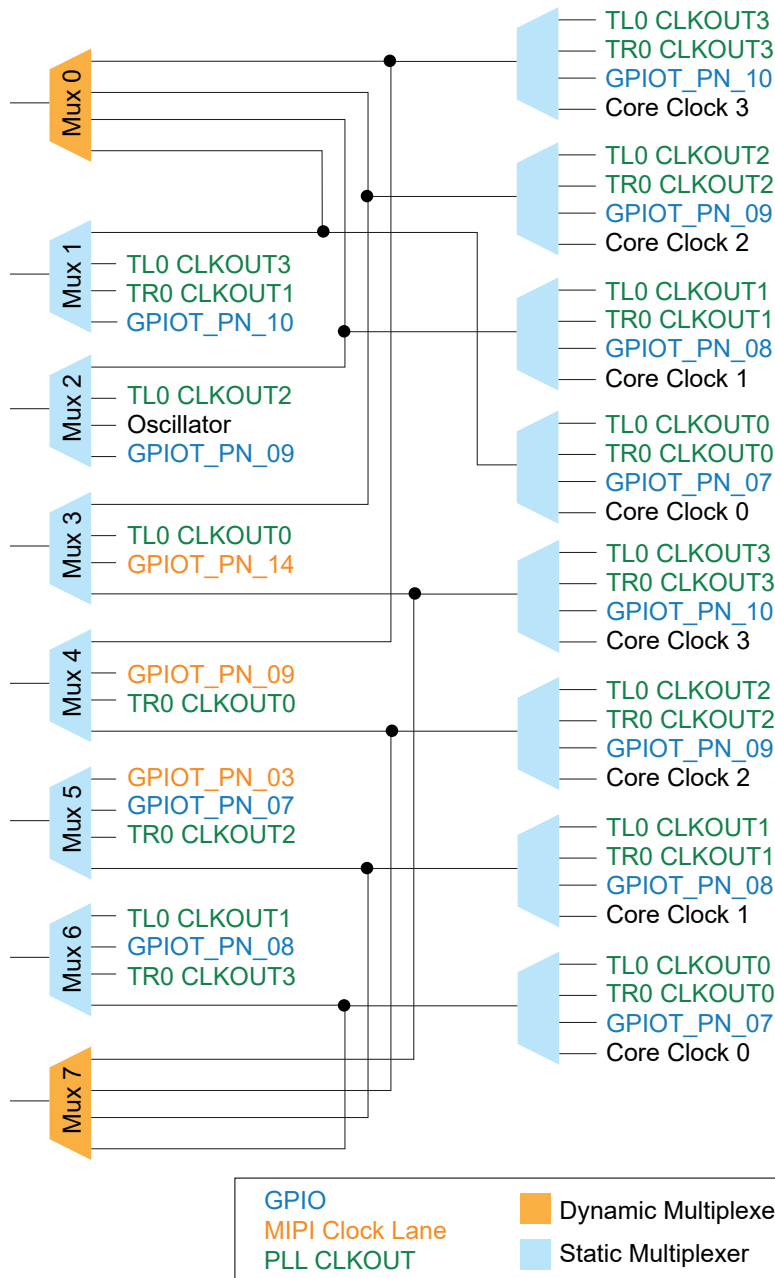 Mux 0
TL0 CLKOUT3
TR0 CLKOUT3
GPIOT_PN_10
Core Clock 3
TL0 CLKOUT2
TR0 CLKOUT2
GPIOT_PN_09
Core Clock 2
Mux 1
TL0 CLKOUT3
TR0 CLKOUT1
GPIOT_PN_10
TL0 CLKOUT1
TR0 CLKOUT1
GPIOT_PN_08
Core Clock 1
Mux 2
TL0 CLKOUT2
Oscillator
GPIOT_PN_09
TL0 CLKOUT0
TR0 CLKOUT0
GPIOT_PN_07
Core Clock 0
Mux 3
TL0 CLKOUT0
GPIOT_PN_14
TL0 CLKOUT3
TR0 CLKOUT3
GPIOT_PN_10
Core Clock 3
Mux 4
GPIOT_PN_09
TR0 CLKOUT0
TL0 CLKOUT2
TR0 CLKOUT2
GPIOT_PN_09
Core Clock 2
Mux 5
GPIOT_PN_03
GPIOT_PN_07
TR0 CLKOUT2
TL0 CLKOUT1
TR0 CLKOUT1
GPIOT_PN_08
Core Clock 1
Mux 6
TL0 CLKOUT1
GPIOT_PN_08
TR0 CLKOUT3
TL0 CLKOUT0
TR0 CLKOUT0
GPIOT_PN_07
Core Clock 0
Mux 7
GPIO
MIPI Clock Lane
PLL CLKOUT
Dynamic Multiplexe
Static Multiplexer